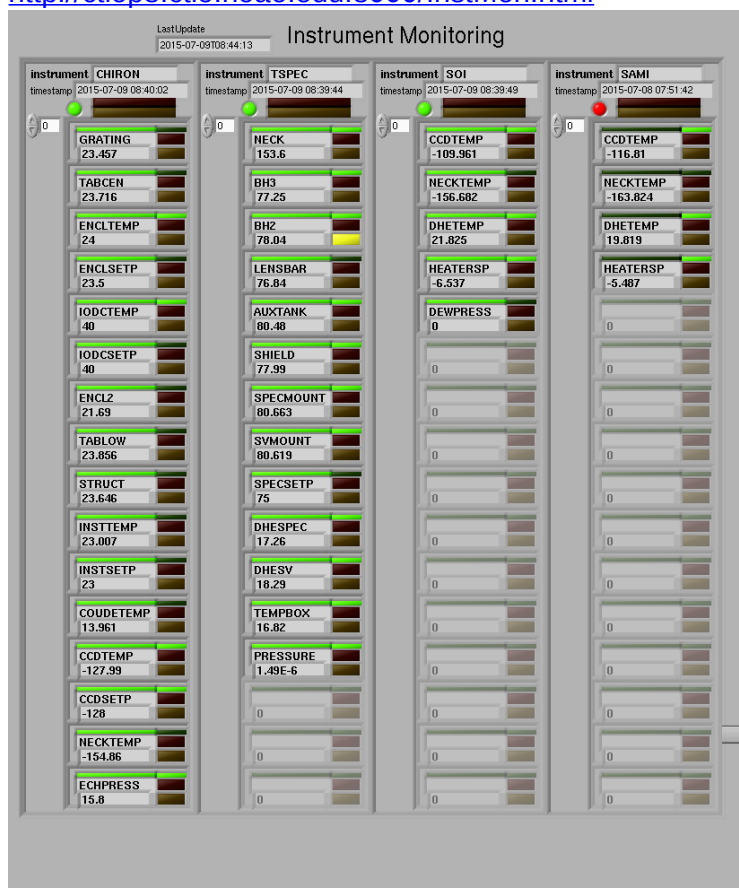 LastUpdate
2015-07-09T08:44:13
Instrument Monitoring
instrument CHIRON
timestamp 2015-07-09 08:40:02
0
GRATING
23.457
TABCEN
23.716
ENCLTEMP
24
ENCLSETP
23.5
IODCTEMP
40
IODCSETP
40
ENCL2
21.69
TABLOW
23.856
STRUCT
23.646
INSTTEMP
23.007
INSTSETP
23
COUDETEMP
13.961
CCDTEMP
-127.99
CCDSETP
-128
NECKTEMP
-154.86
ECHPRESS
15.8
instrument TSPEC
timestamp 2015-07-09 08:39:44
0
NECK
153.6
BH3
77.25
BH2
78.04
LENSBAR
76.84
AUXTANK
80.48
SHIELD
77.99
SPECMOUNT
80.663
SVMOUNT
80.619
SPECSETP
75
DHESPEC
17.26
DHESV
18.29
TEMPBOX
16.82
PRESSURE
1.49E-6
0
0
0
instrument SOI
timestamp 2015-07-09 08:39:49
0
CCDTEMP
-109.961
NECKTEMP
-156.682
DHETEMP
21.825
HEATERSP
-6.537
DEWPRESS
0
0
0
0
0
0
0
0
0
0
0
0
instrument SAMI
timestamp 2015-07-08 07:51:42
0
CCDTEMP
-116.81
NECKTEMP
-163.824
DHETEMP
19.819
HEATERSP
-5.487
0
0
0
0
0
0
0
0
0
0
0
0